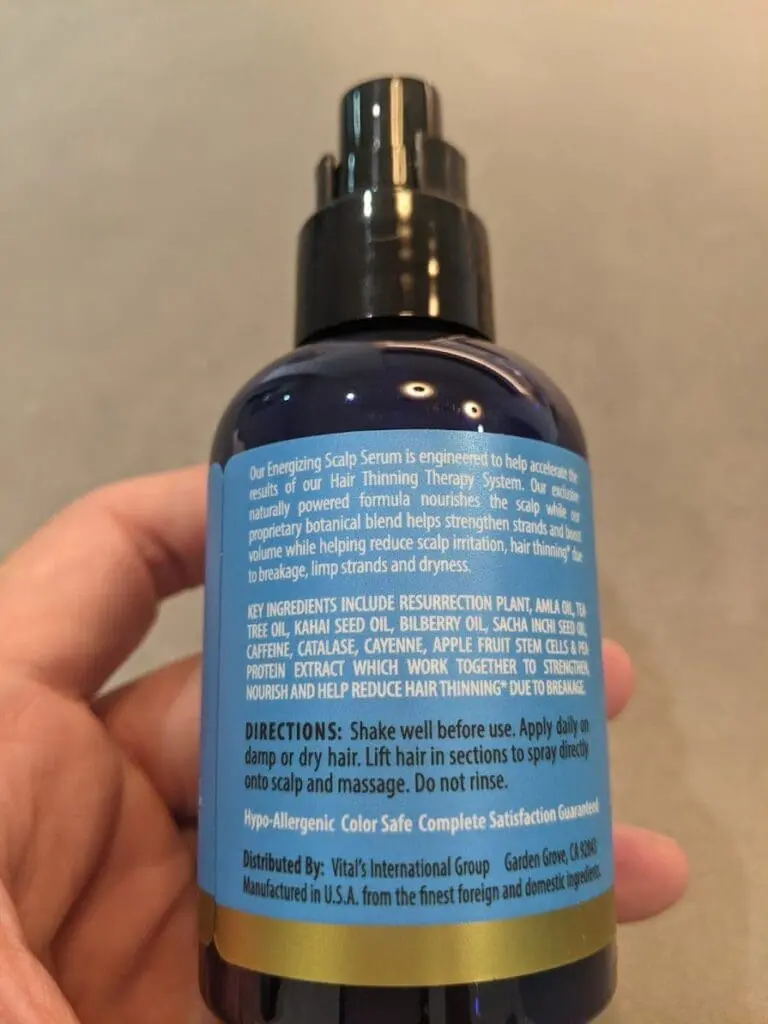 Our Energizing Scalp Serum is engineered to help accelerate the
results of our Hair Thinning Therapy System. Our exclusive
naturally powered formula nourishes the scalp while our
proprietary botanical blend helps strengthen strands and boost
volume while helping reduce scalp irritation, hair thinning* due
to breakage, limp strands and dryness.
KEY INGREDIENTS INCLUDE RESURRECTION PLANT, AMLA OIL, TEA
TREE OIL, KAHAI SEED OIL, BILBERRY OIL, SACHA INCHI SEED OIL,
CAFFEINE, CATALASE, CAYENNE, APPLE FRUIT STEM CELLS & PEA
PROTEIN EXTRACT WHICH WORK TOGETHER TO STRENGTHEN,
NOURISH AND HELP REDUCE HAIR THINNING* DUE TO BREAKAGE.
DIRECTIONS: Shake well before use. Apply daily on
damp or dry hair. Lift hair in sections to spray directly
onto scalp and massage. Do not rinse.
Hypo-Allergenic Color Safe Complete Satisfaction Guaranteed
Distributed By: Vital's International Group Garden Grove, CA 92843
Manufactured in U.S.A. from the finest foreign and domestic ingredients.